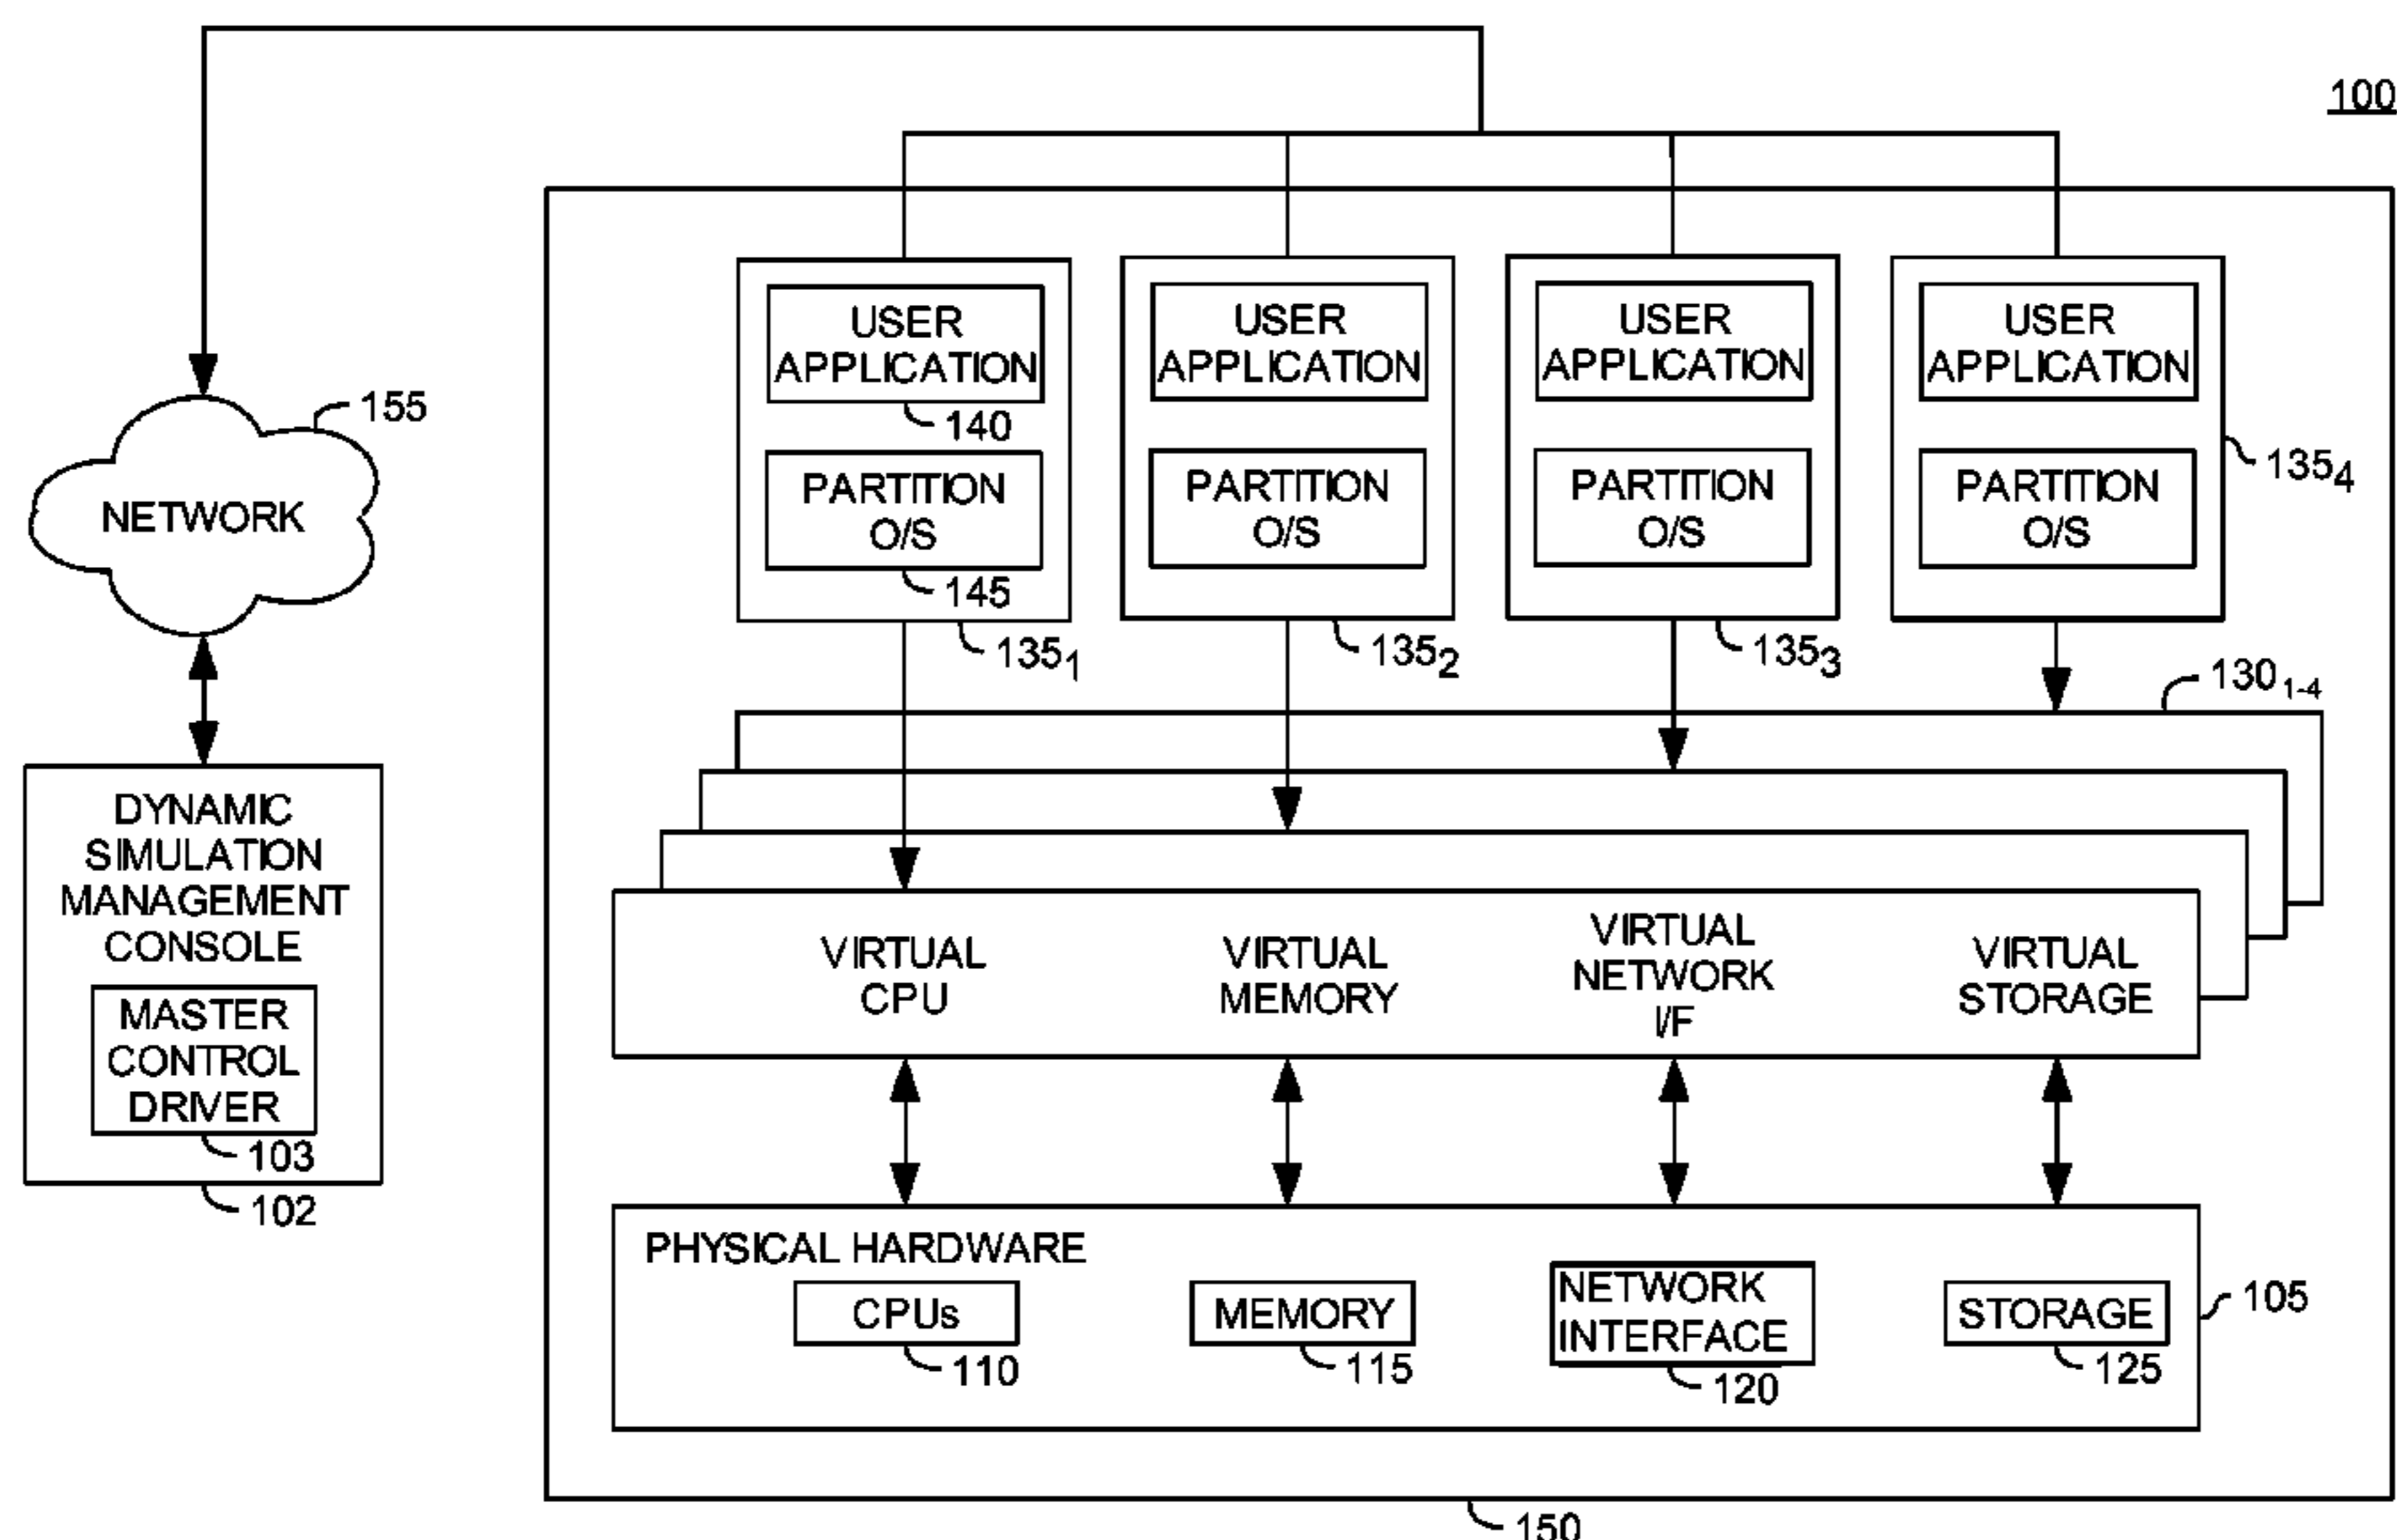 100
USER
APPLICATION
140
PARTITION
O/S
145
135₁
USER
APPLICATION
PARTITION
O/S
135₂
USER
APPLICATION
PARTITION
O/S
135₃
USER
APPLICATION
PARTITION
O/S
135₄
155
NETWORK
130₁₋₄
DYNAMIC
SIMULATION
MANAGEMENT
CONSOLE
MASTER
CONTROL
DRIVER
103
102
VIRTUAL
CPU
VIRTUAL
MEMORY
VIRTUAL
NETWORK
I/F
VIRTUAL
STORAGE
PHYSICAL HARDWARE
CPUs
110
MEMORY
115
NETWORK
INTERFACE
120
STORAGE
125
105
150